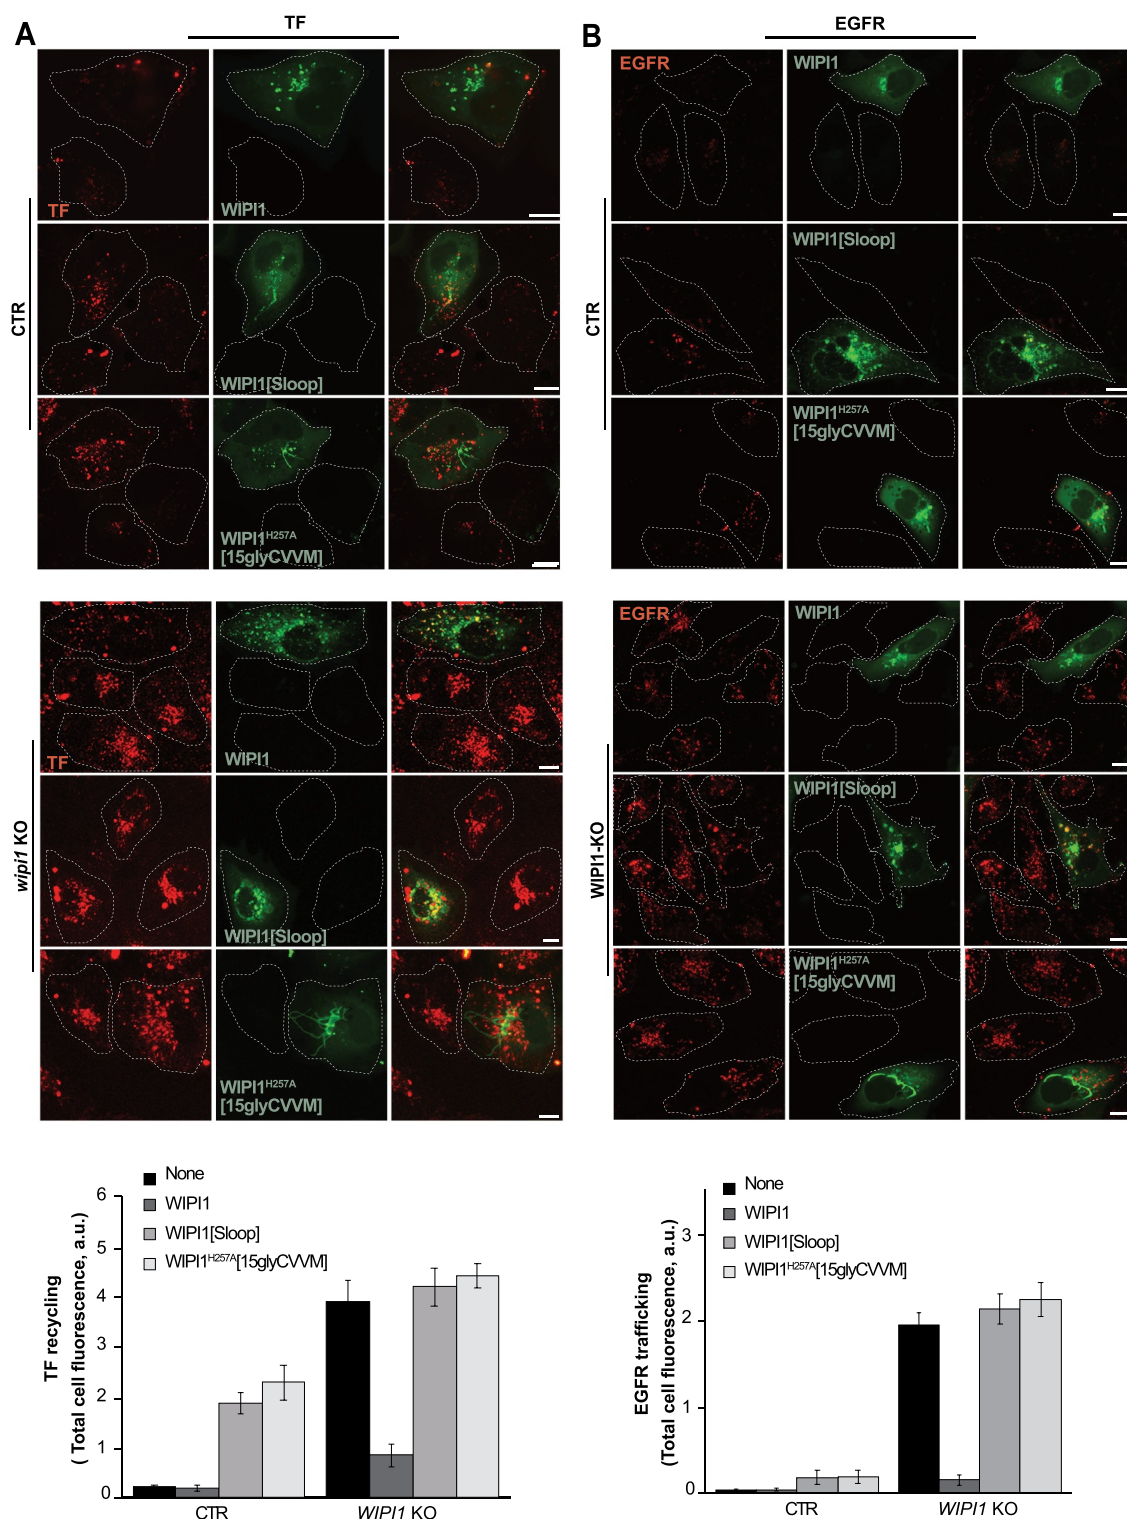 A
TF
CTR
TF
WIPI1
WIPI1[Sloop]
WIPI1H257A
[15glyCVVM]
wipi1 KO
TF
WIPI1
WIPI1[Sloop]
WIPI1H257A
[15glyCVVM]
TF recycling
( Total cell fluorescence, a.u.)
6
5
4
3
2
1
0
None
WIPI1
WIPI1[Sloop]
WIPI1H257A[15glyCVVM]
CTR
WIPI1 KO
B
EGFR
CTR
EGFR
WIPI1
WIPI1[Sloop]
WIPI1H257A
[15glyCVVM]
WIPI1-KO
EGFR
WIPI1
WIPI1[Sloop]
WIPI1H257A
[15glyCVVM]
EGFR trafficking
(Total cell fluorescence, a.u.)
3
2
1
0
None
WIPI1
WIPI1[Sloop]
WIPI1H257A[15glyCVVM]
CTR
WIPI1 KO